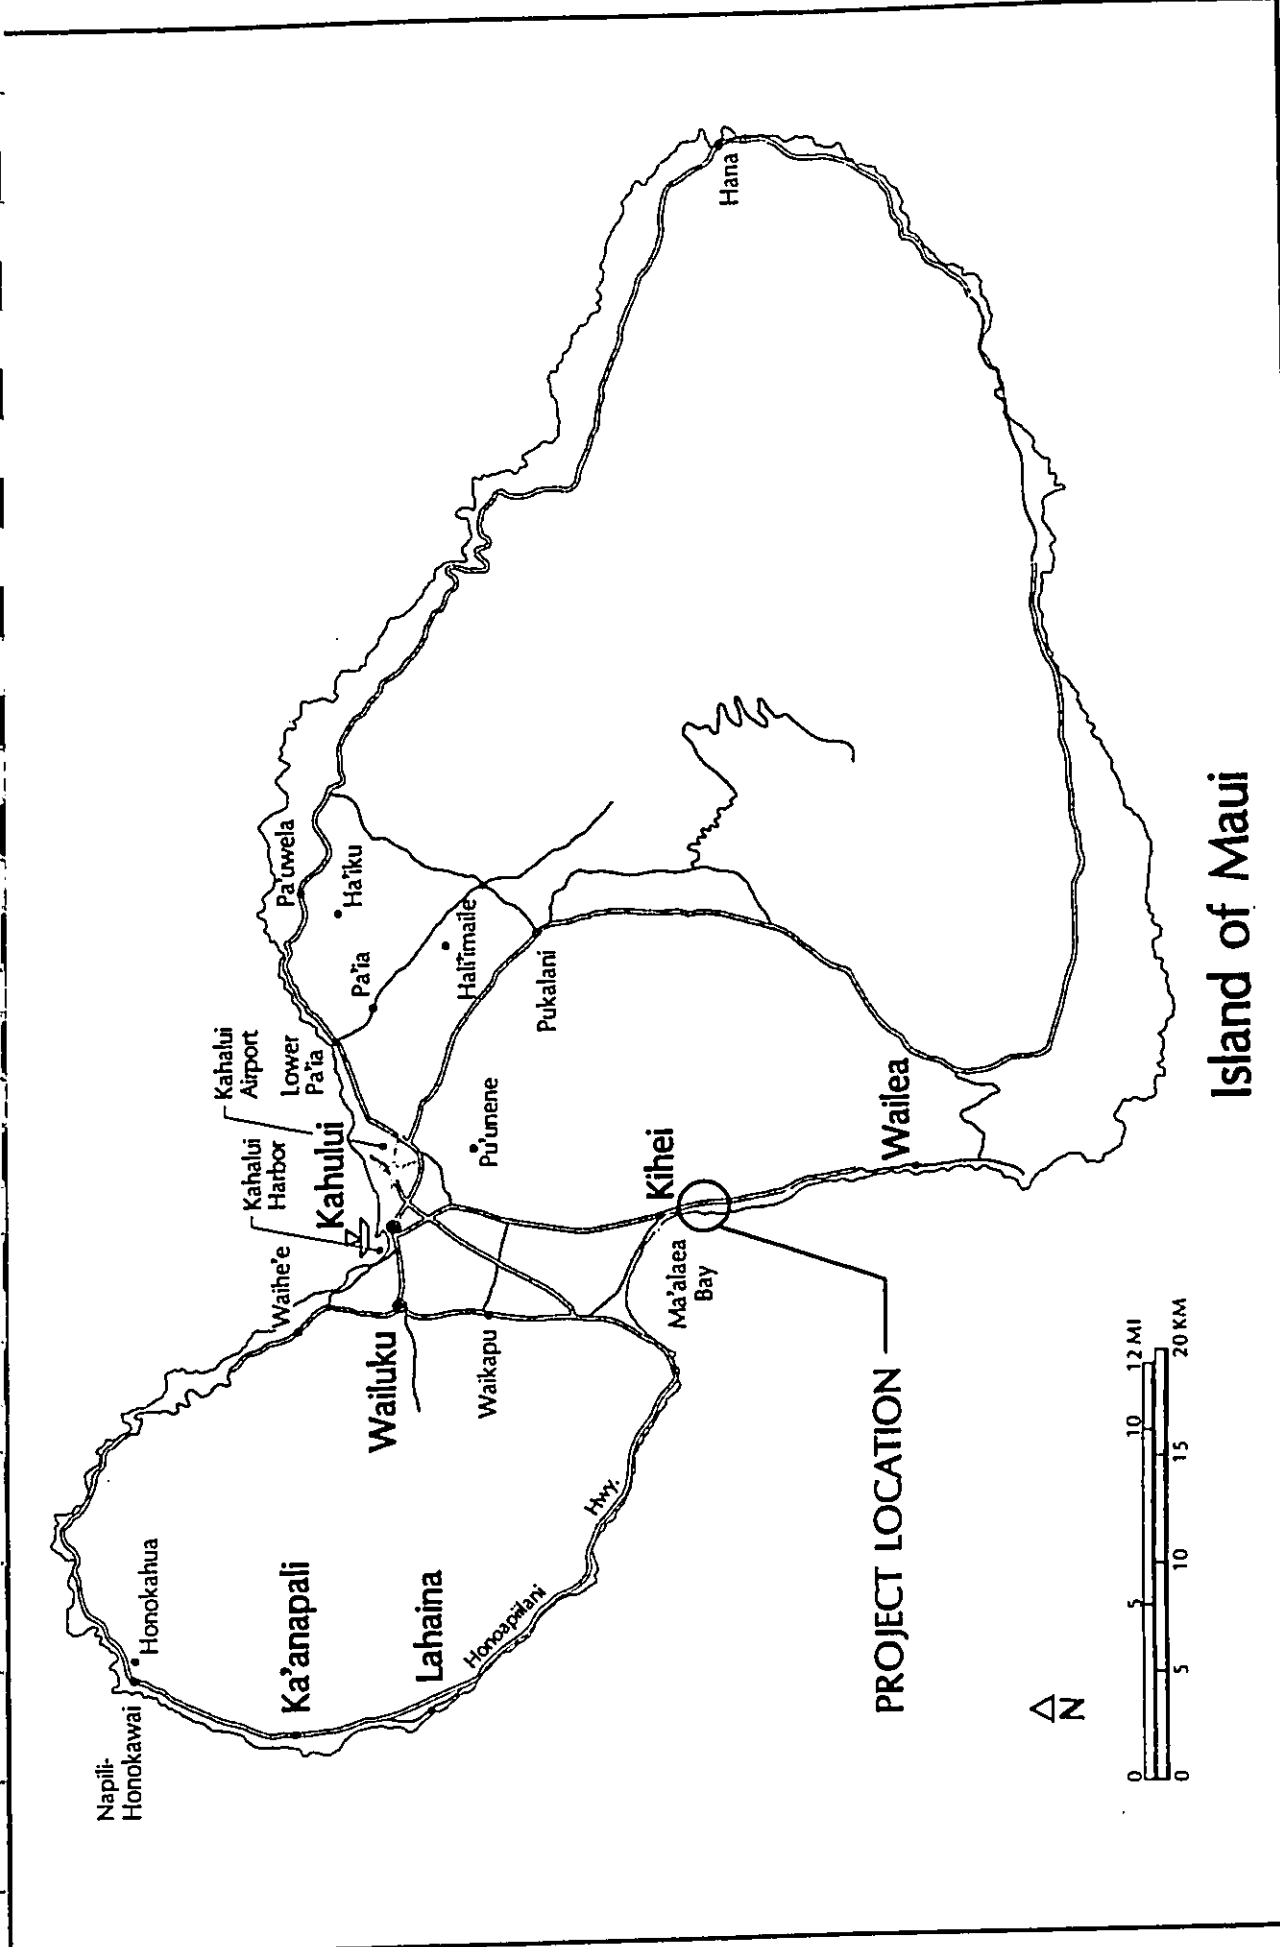 Napili-
Honokawai
Honokahua
Ka'anapali
Lahaina
Honoapiilani
Hwy.
Waihe'e
Wailuku
Waikapu
Kahalui
Harbor
Kahului
Kahalui
Airport
Lower
Pa'ia
Pa'ia
Pa'uwela
Ha'iku
Hali'imaile
Pukalani
Pu'unene
Kihei
Ma'alaea
Bay
Wailea
Hana
PROJECT LOCATION
N
0 5 10 12 MI
0 5 10 15 20 KM
Island of Maui